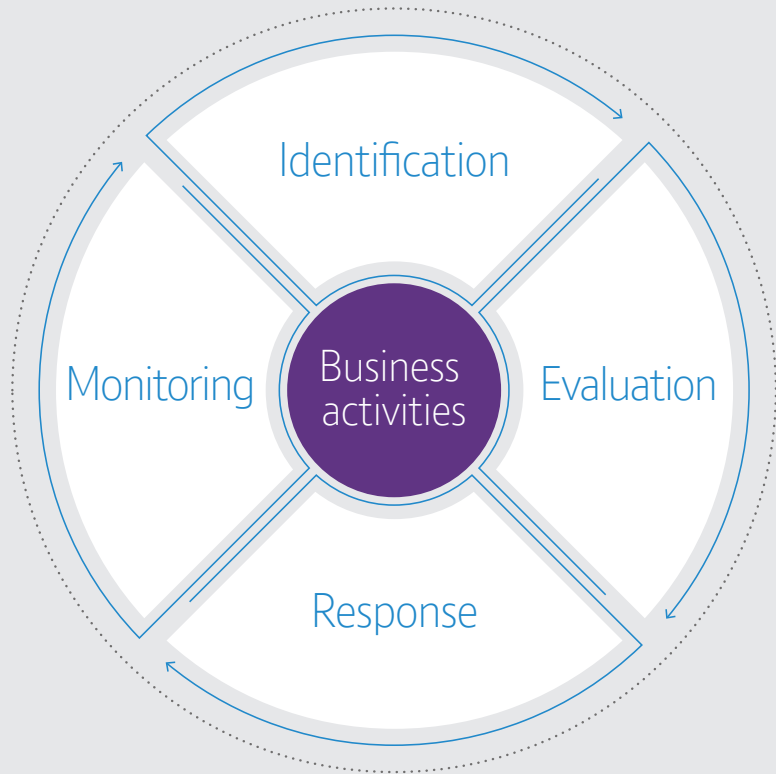 Identification
Monitoring
Business
activities
Evaluation
Response